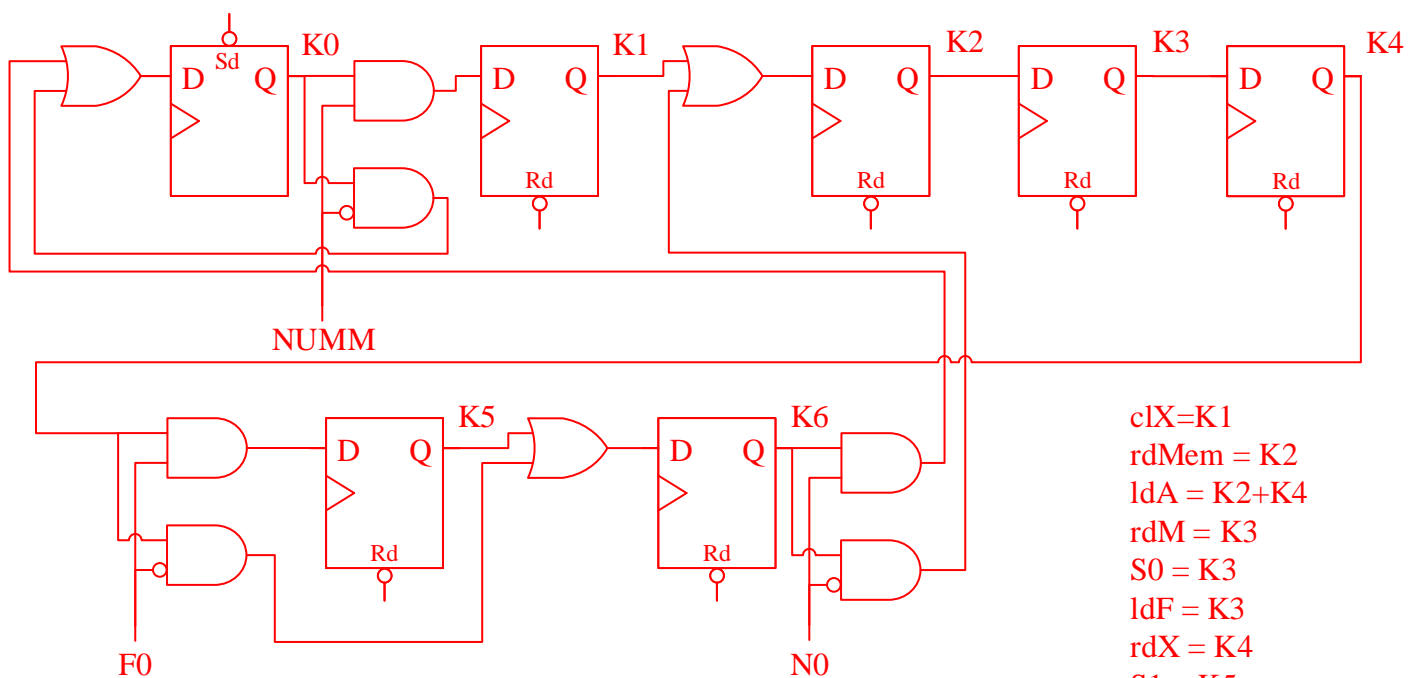 K0 K1 K2 K3 K4
Sd
D Q D Q D Q D Q D Q
Rd Rd Rd Rd
NUMM
K5 K6
D Q D Q
Rd Rd
F0 N0
clX=K1
rdMem = K2
ldA = K2+K4
rdM = K3
S0 = K3
ldF = K3
rdX = K4